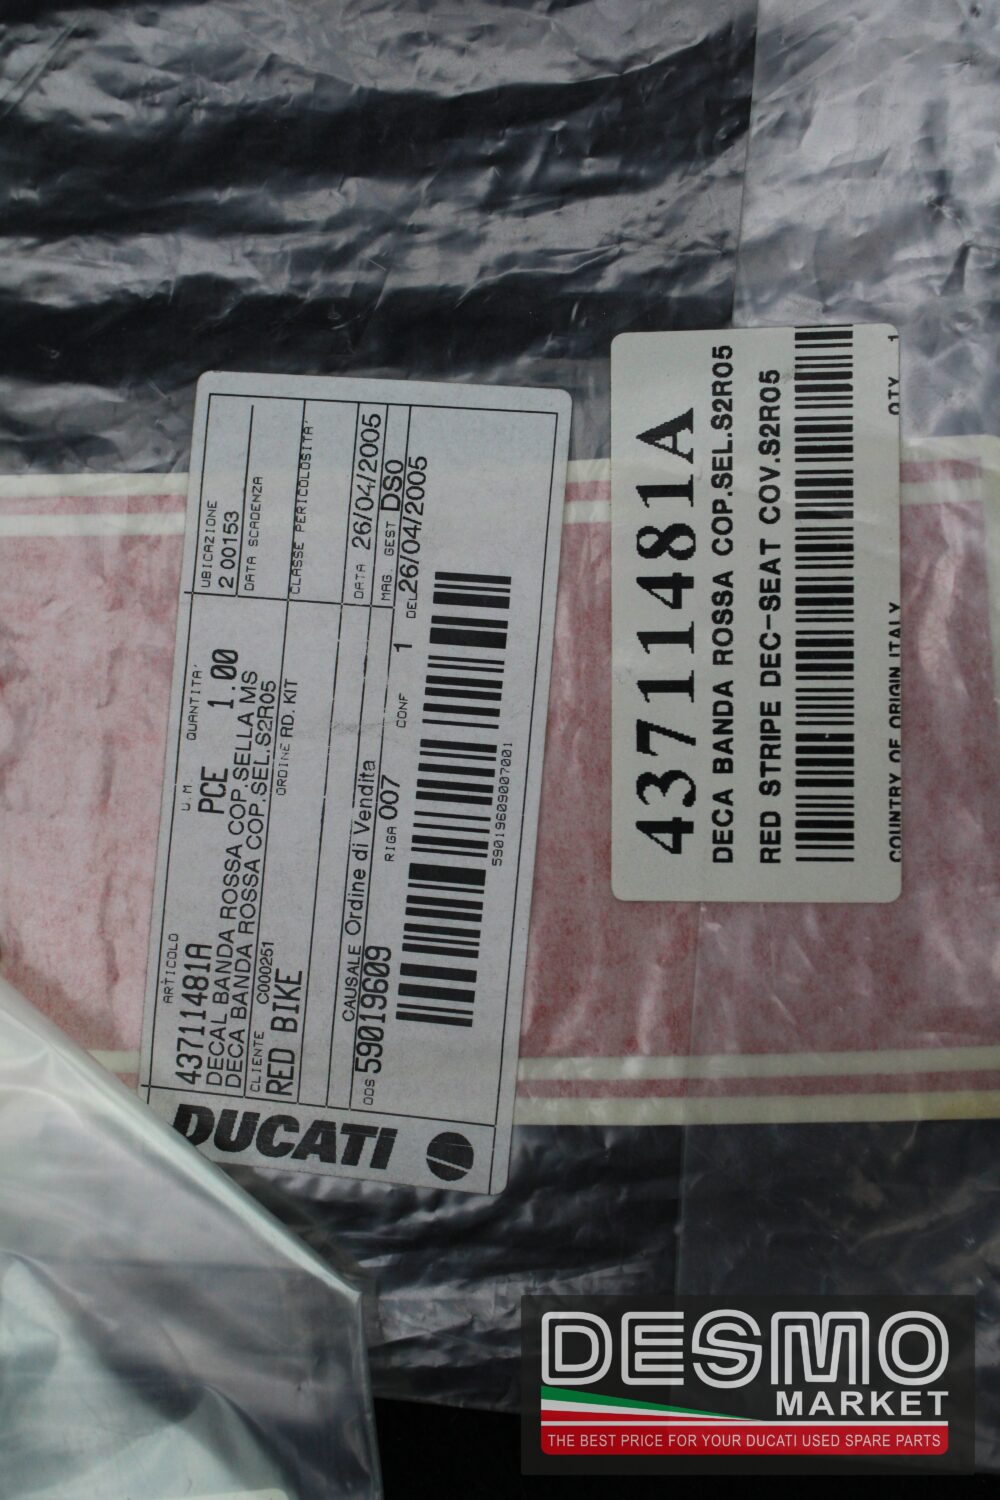 ARTICOLO
U.M
QUANTITA'
UBICAZIONE
43711481A
PCE
1.00
2 00153
DECAL BANDA ROSSA COP.SELLA MS
DATA SCADENZA
DECA BANDA ROSSA COP.SEL.S2R05
CLIENTE
C000251
ORDINE RD.KIT
CLASSE PERICOLOSITA'
RED BIKE
CAUSALE Ordine di Vendita
DATA 26/04/2005
ODS 59019609
RIGA 007
CONF 1
MAG. GEST DS0
DEL 26/04/2005
59019609007001
DUCATI
43711481A
DECA BANDA ROSSA COP.SEL.S2R05
RED STRIPE DEC-SEAT COV.S2R05
COUNTRY OF ORIGIN ITALY
QTY 1
DESMO
MARKET
THE BEST PRICE FOR YOUR DUCATI USED SPARE PARTS